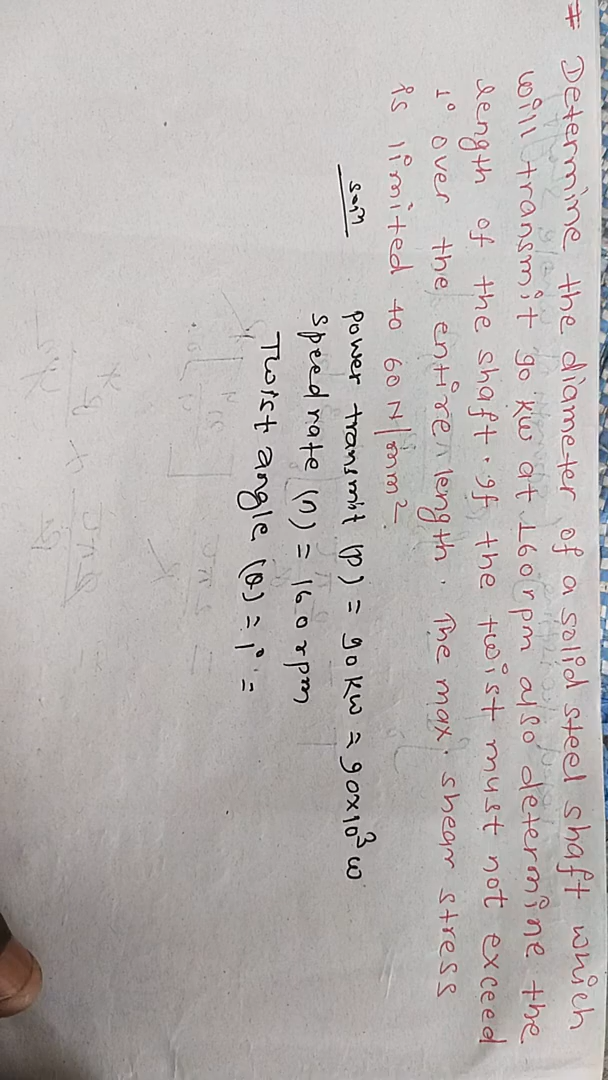 # Determine the diameter of a solid steel shaft which
will transmit 90 kw at 160 rpm also determine the
length of the shaft. If the twist must not exceed
1° over the entire length. The max. shear stress
is limited to 60 N/mm²
Solⁿ
power transmit (p) = 90 kw = 90×10³ w
speed rate (n) = 160 rpm
Twist angle (θ) = 1° =